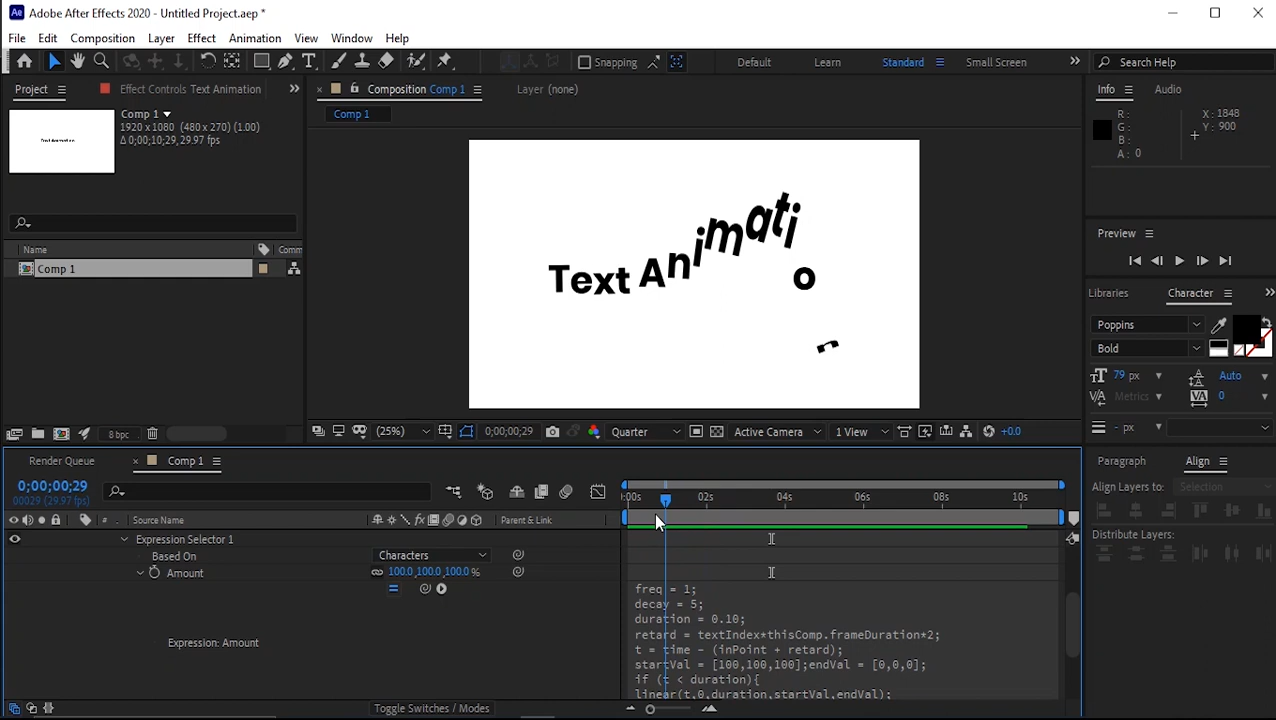 Adobe After Effects 2020 - Untitled Project.aep *
File Edit Composition Layer Effect Animation View Window Help
Snapping Default Learn Standard Small Screen Search Help
Project Effect Controls Text Animation Composition Comp 1 Layer (none) Info Audio
Comp 1
1920 x 1080 (480 x 270) (1.00)
Δ 0;00;10;29, 29.97 fps
Text Animation
Comp 1
R : X : 1848
G : Y : 900
B :
A : 0
Text Animatio
Preview
Name Comm
Comp 1
Libraries Character
Poppins
Bold
79 px Auto
Metrics 0
- px
8 bpc (25%) 0;00;00;29 Quarter Active Camera 1 View +0.0
Render Queue Comp 1 Paragraph Align
0;00;00;29
00029 (29.97 fps)
0:00s 02s 04s 06s 08s 10s
Align Layers to: Selection
# Source Name Parent & Link
Distribute Layers:
Expression Selector 1
Based On Characters
Amount 100.0,100.0,100.0 %
Expression: Amount
freq = 1;
decay = 5;
duration = 0.10;
retard = textIndex*thisComp.frameDuration*2;
t = time - (inPoint + retard);
startVal = [100,100,100];endVal = [0,0,0];
if (t < duration){
linear(t,0,duration,startVal,endVal);
Toggle Switches / Modes